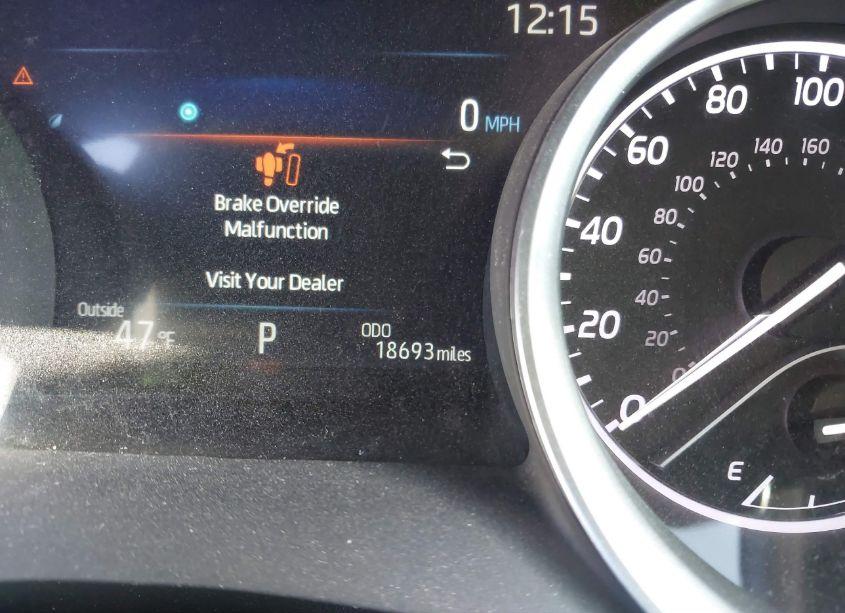 12:15
0 MPH
Brake Override
Malfunction
Visit Your Dealer
Outside
47°F
P
ODO
18693 miles
100
80
60
40
20
0
160
140
120
100
80
60
40
20
0
E